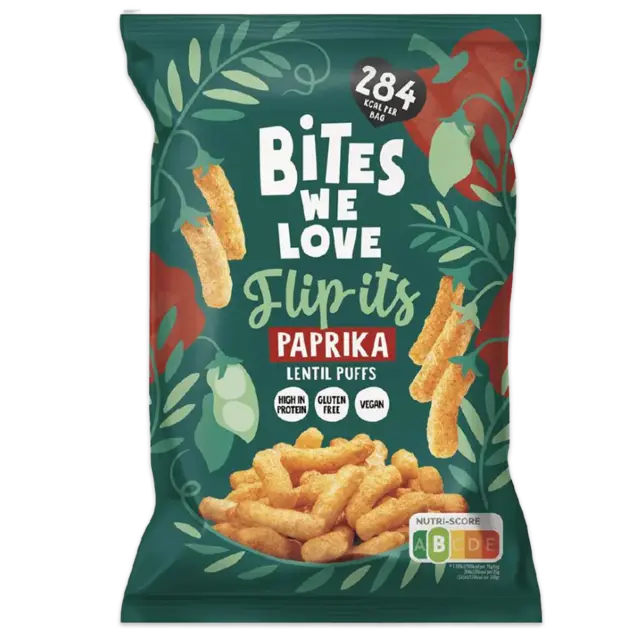 284
KCAL PER
BAG
BiTES
WE
LOVE
Flip-its
PAPRIKA
LENTIL PUFFS
HIGH IN
PROTEIN
GLUTEN
FREE
VEGAN
NUTRI-SCORE
A B C D E